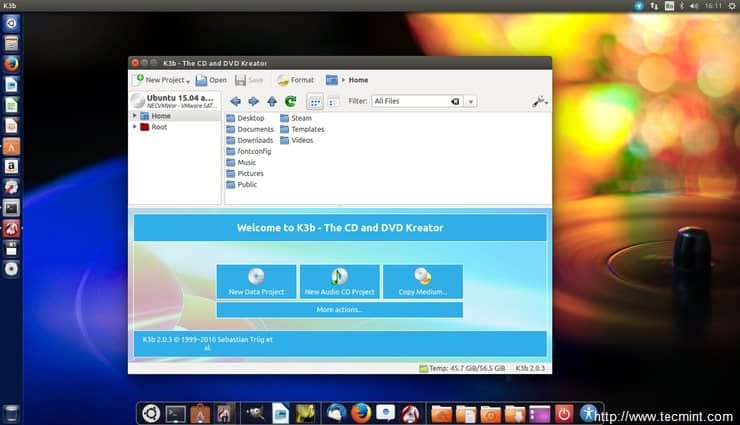 K3b
Ro
16:11
K3b - The CD and DVD Kreator
New Project
Open
Save
Format
Home
Ubuntu 15.04 a...
NECVMWar - VMware SAT...
Filter:
All Files
Home
Root
Desktop
Documents
Downloads
fontconfig
Music
Pictures
Public
Steam
Templates
Videos
Welcome to K3b - The CD and DVD Kreator
New Data Project
New Audio CD Project
Copy Medium...
More actions...
K3b 2.0.3 © 1999–2010 Sebastian Trüg et
al.
Temp: 45.7 GiB/56.5 GiB
K3b 2.0.3
http://www.tecmint.com